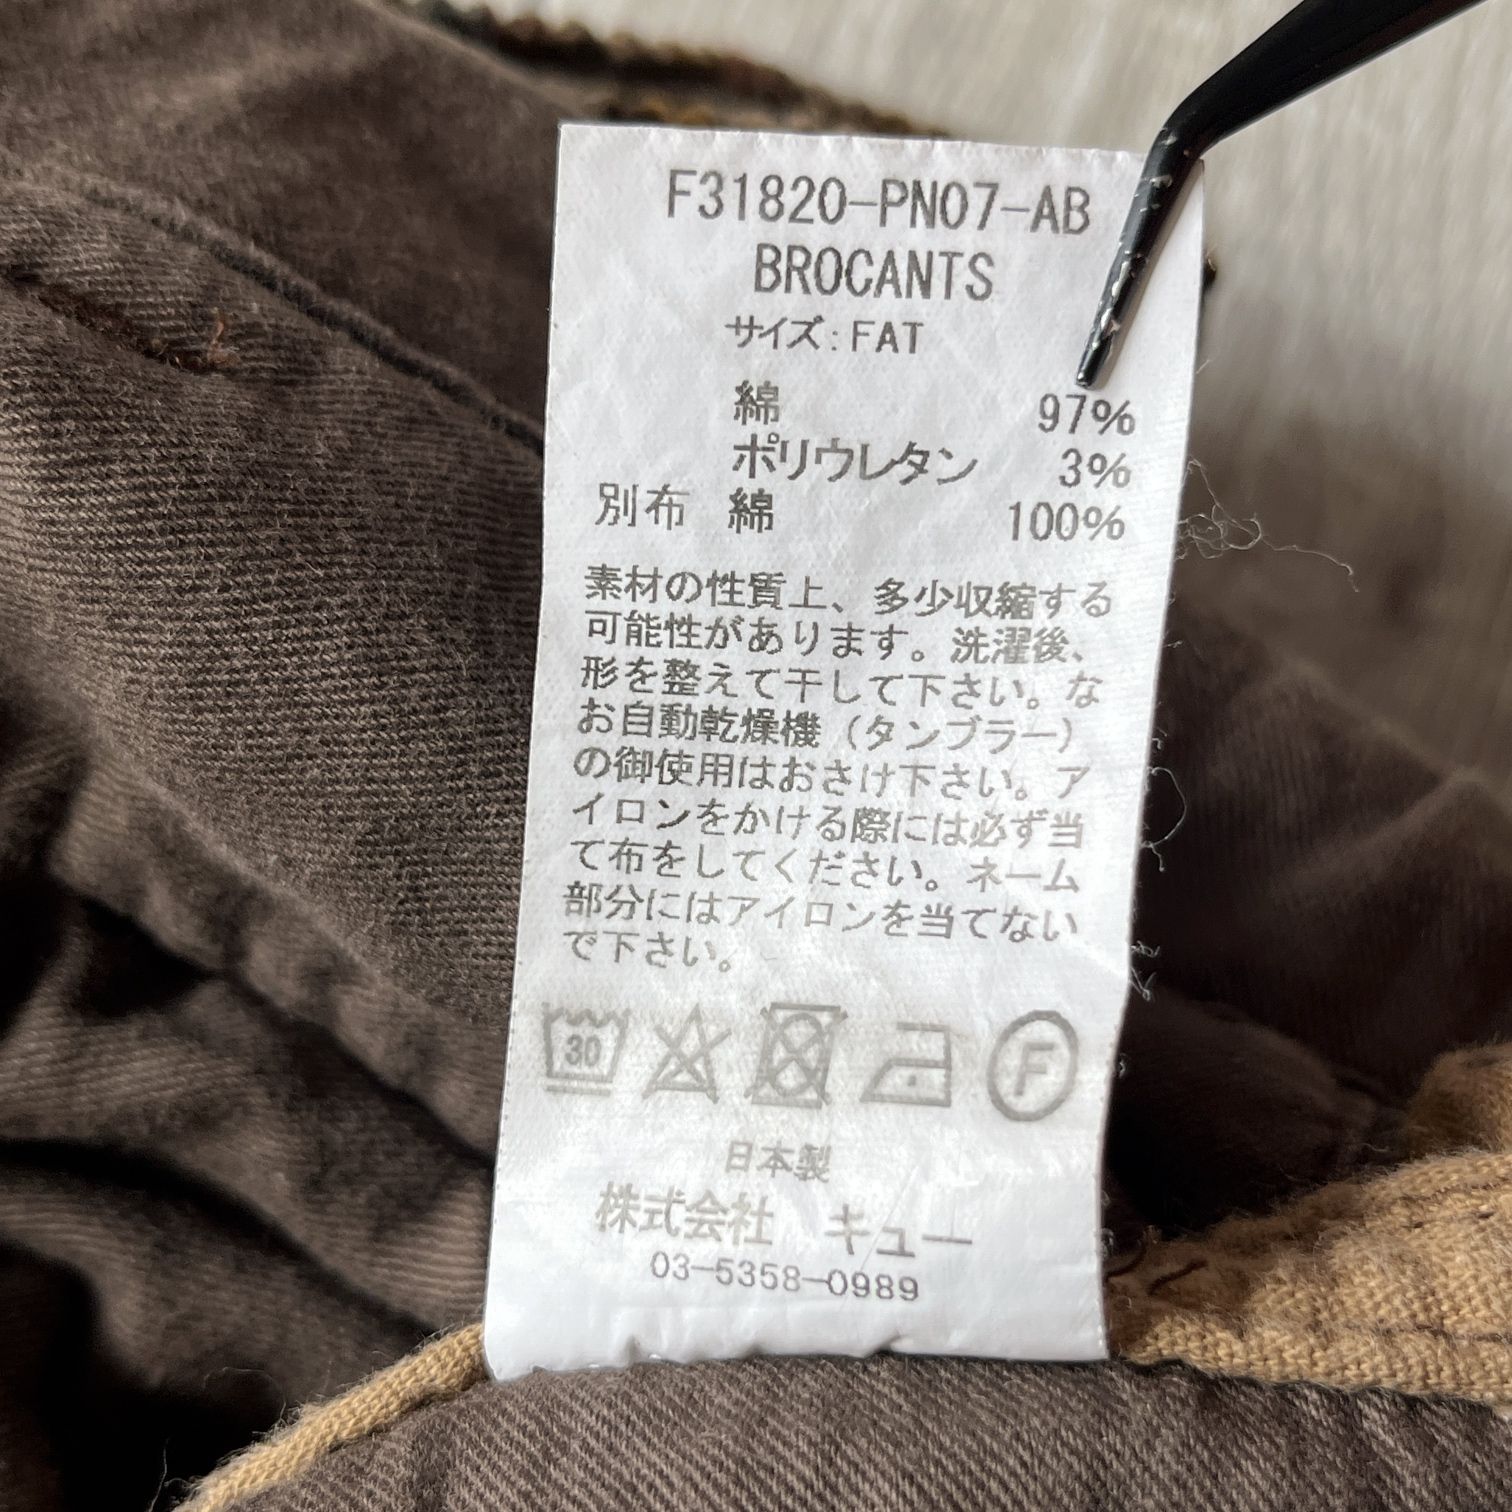 F31820-PN07-AB
BROCANTS
サイズ:FAT
綿 97%
ポリウレタン 3%
別布 綿 100%
素材の性質上、多少収縮する
可能性があります。洗濯後、
形を整えて干して下さい。な
お自動乾燥機（タンブラー）
の御使用はおさけ下さい。ア
イロンをかける際には必ず当
て布をしてください。ネーム
部分にはアイロンを当てない
で下さい。
30 F
日本製
株式会社 キュー
03-5358-0989